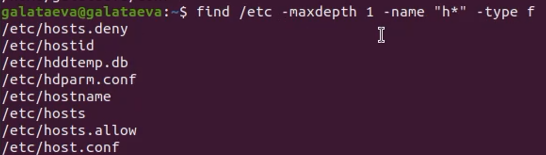 galataeva@galataeva:~$ find /etc -maxdepth 1 -name "h*" -type f
/etc/hosts.deny
/etc/hostid
/etc/hddtemp.db
/etc/hdparm.conf
/etc/hostname
/etc/hosts
/etc/hosts.allow
/etc/host.conf